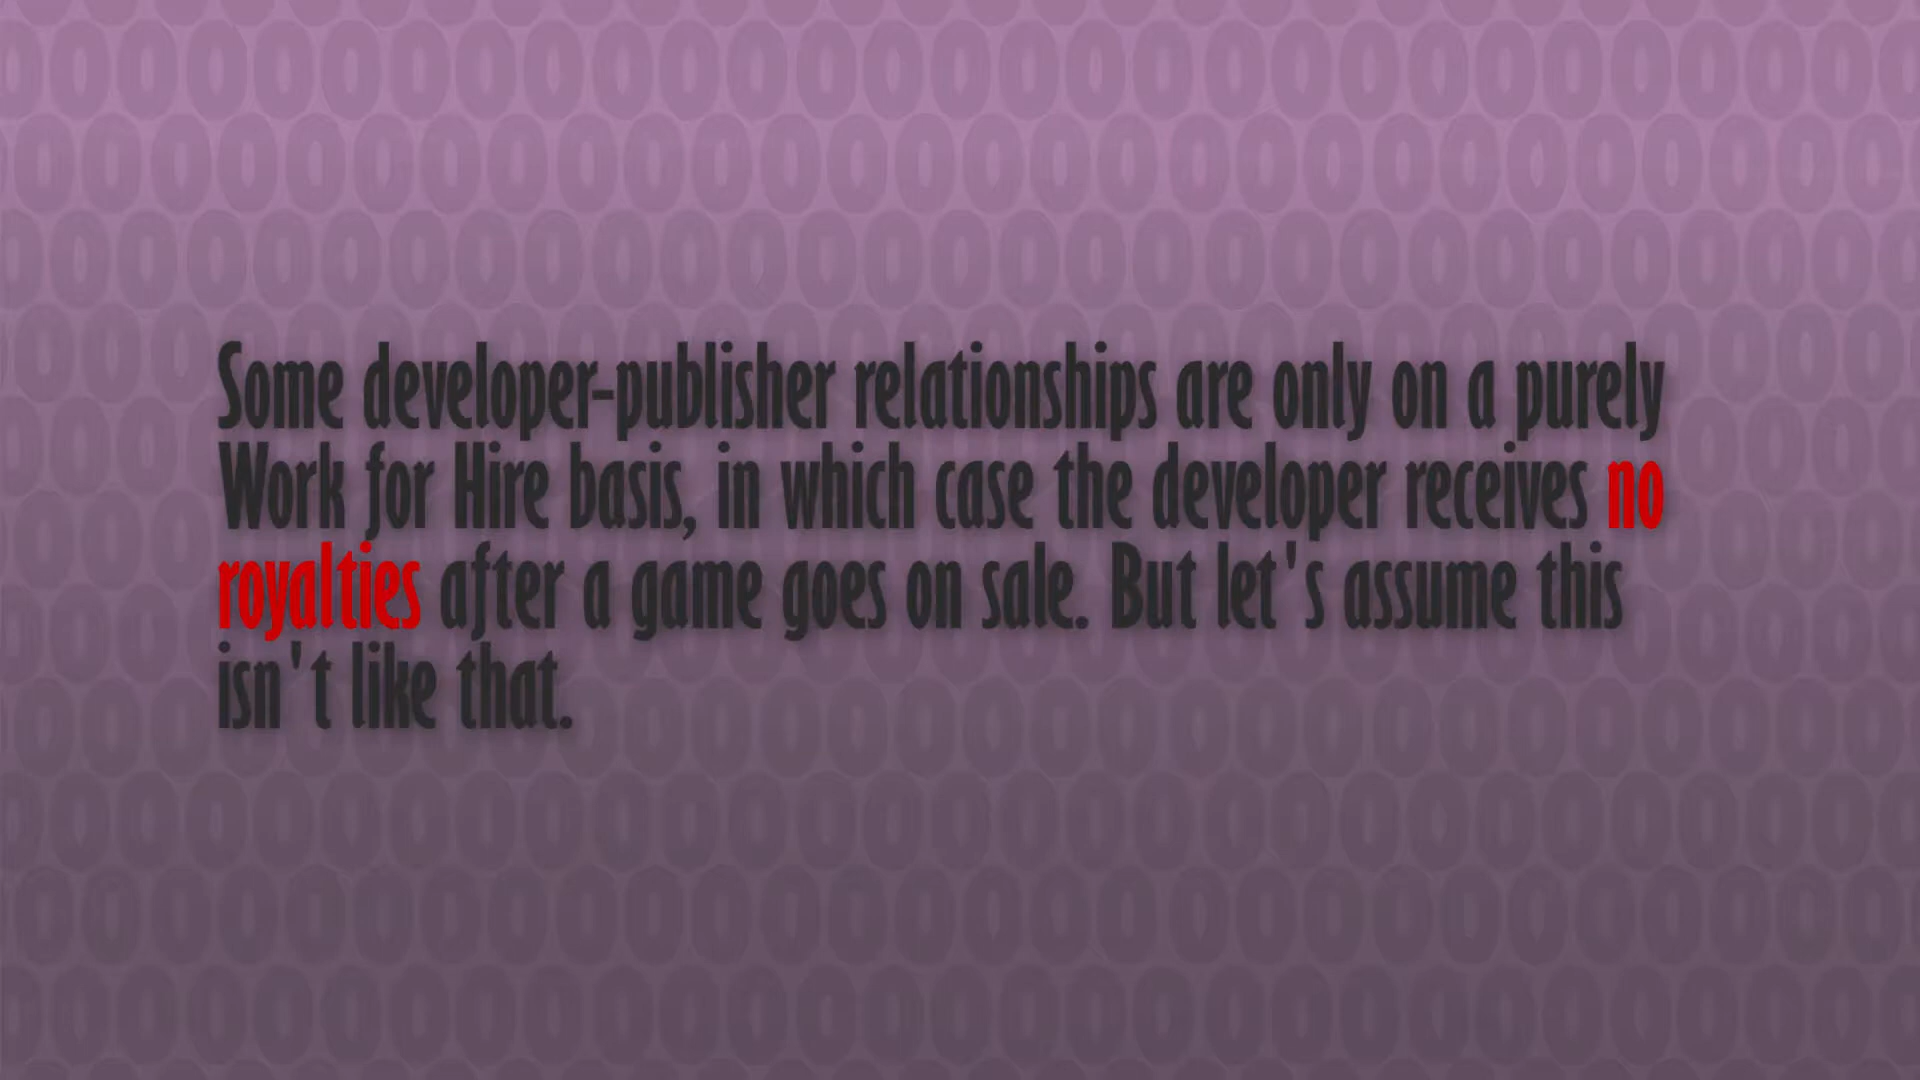 Some developer-publisher relationships are only on a purely
Work for Hire basis, in which case the developer receives no
royalties after a game goes on sale. But let's assume this
isn't like that.